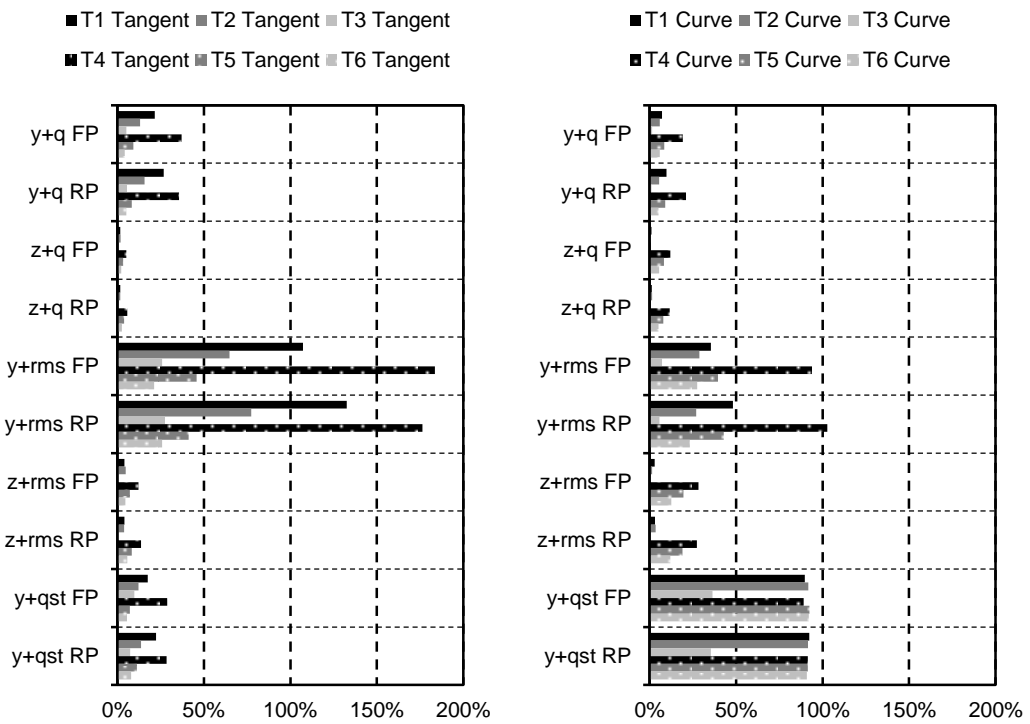 T1 Tangent T2 Tangent T3 Tangent
T4 Tangent T5 Tangent T6 Tangent
y+q FP
y+q RP
z+q FP
z+q RP
y+rms FP
y+rms RP
z+rms FP
z+rms RP
y+qst FP
y+qst RP
0% 50% 100% 150% 200%
T1 Curve T2 Curve T3 Curve
T4 Curve T5 Curve T6 Curve
y+q FP
y+q RP
z+q FP
z+q RP
y+rms FP
y+rms RP
z+rms FP
z+rms RP
y+qst FP
y+qst RP
0% 50% 100% 150% 200%